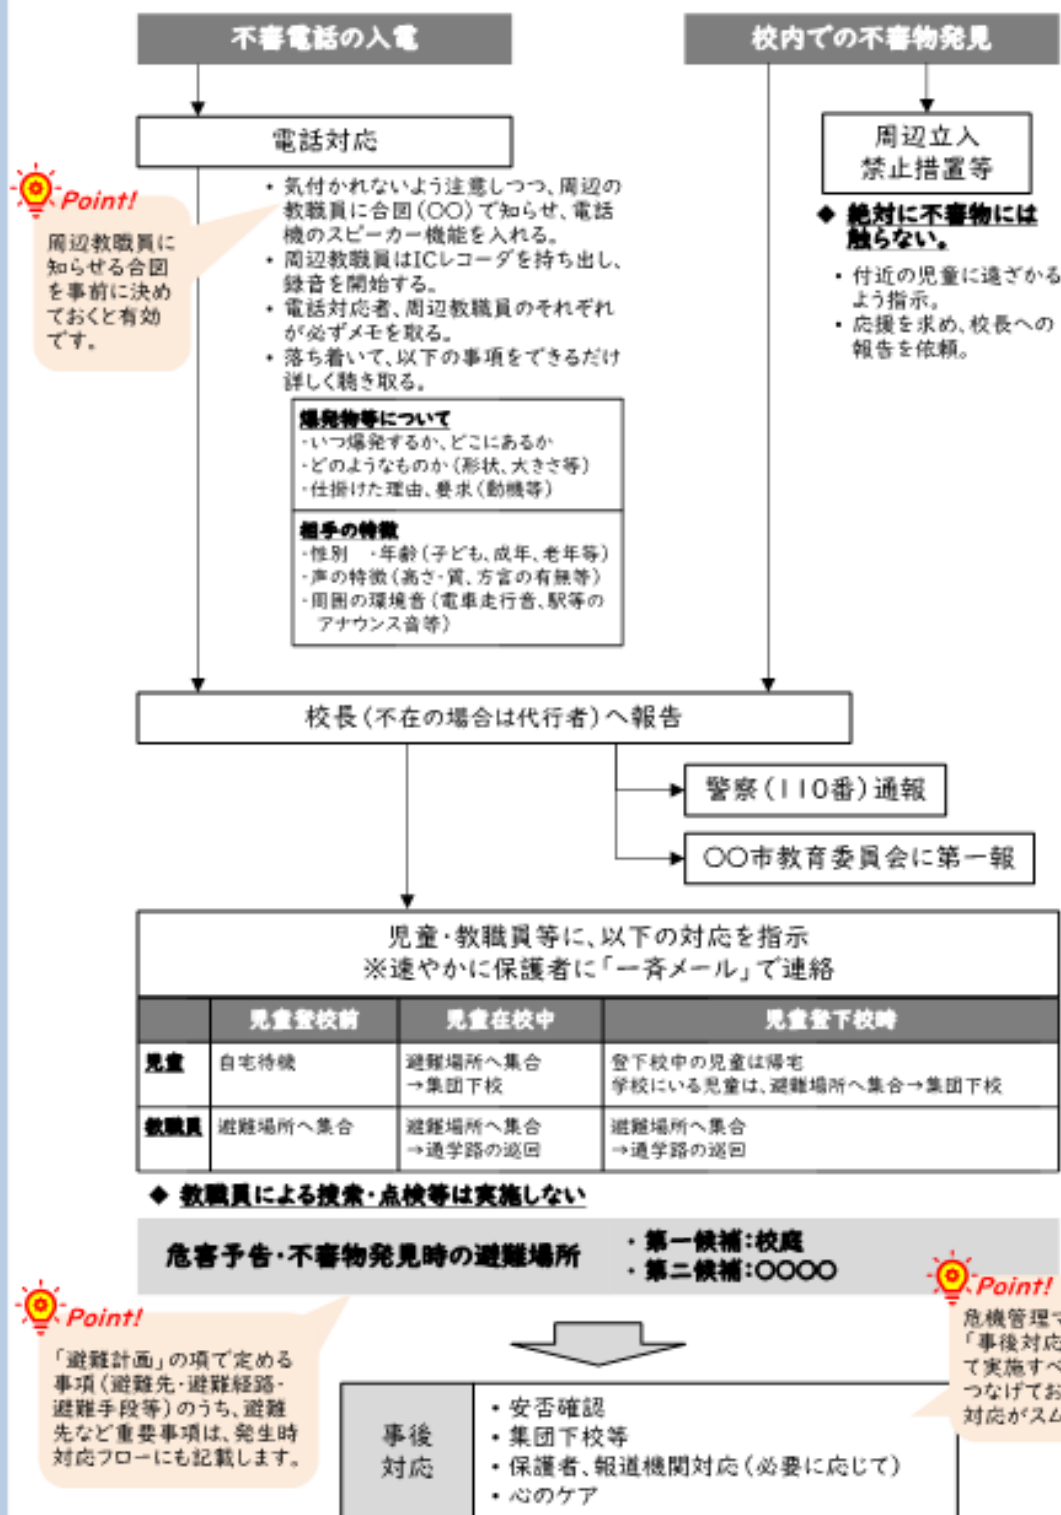 不審電話の入電
校内での不審物発見
電話対応
周辺立入
禁止措置等
Point!
周辺教職員に
知らせる合図
を事前に決め
ておくと有効
です。
・気付かれないよう注意しつつ、周辺の
教職員に合図(〇〇)で知らせ、電話
機のスピーカー機能を入れる。
・周辺教職員はICレコーダを持ち出し、
録音を開始する。
・電話対応者、周辺教職員のそれぞれ
が必ずメモを取る。
・落ち着いて、以下の事項をできるだけ
詳しく聴き取る。
◆ 絶対に不審物には
触らない。
・付近の児童に遠ざかる
よう指示。
・応援を求め、校長への
報告を依頼。
爆発物等について
・いつ爆発するか、どこにあるか
・どのようなものか(形状、大きさ等)
・仕掛けた理由、要求(動機等)
相手の特徴
・性別 ・年齢(子ども、成年、老年等)
・声の特徴(高さ・質、方言の有無等)
・周囲の環境音(電車走行音、駅等の
アナウンス音等)
校長(不在の場合は代行者)へ報告
警察(110番)通報
〇〇市教育委員会に第一報
児童・教職員等に、以下の対応を指示
※速やかに保護者に「一斉メール」で連絡
児童登校前 児童在校中 児童登下校時
児童 自宅待機 避難場所へ集合 登下校中の児童は帰宅
→集団下校 学校にいる児童は、避難場所へ集合→集団下校
教職員 避難場所へ集合 避難場所へ集合 避難場所へ集合
→通学路の巡回 →通学路の巡回
◆ 教職員による捜索・点検等は実施しない
危害予告・不審物発見時の避難場所
・第一候補:校庭
・第二候補:〇〇〇〇
Point!
「避難計画」の項で定める
事項(避難先・避難経路・
避難手段等)のうち、避難
先など重要事項は、発生時
対応フローにも記載します。
Point!
危機管理マ
「事後対応
て実施すべ
つなげてお
対応がスム
事後
対応
・安否確認
・集団下校等
・保護者、報道機関対応(必要に応じて)
・心のケア